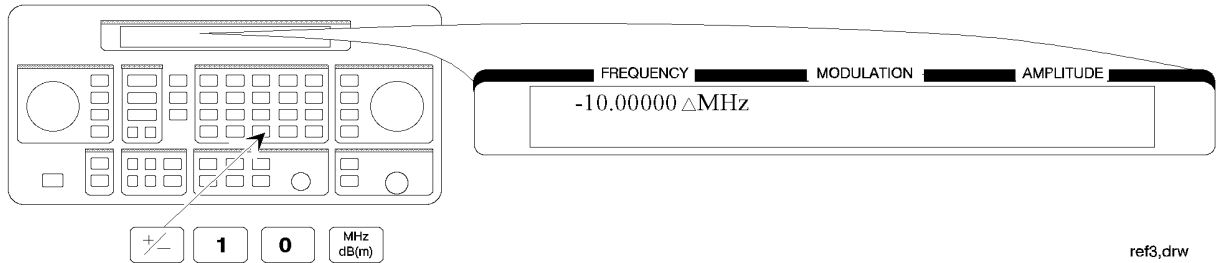 FREQUENCY MODULATION AMPLITUDE
-10.00000 △MHz
+/− 1 0 MHz dB(m)
ref3,drw